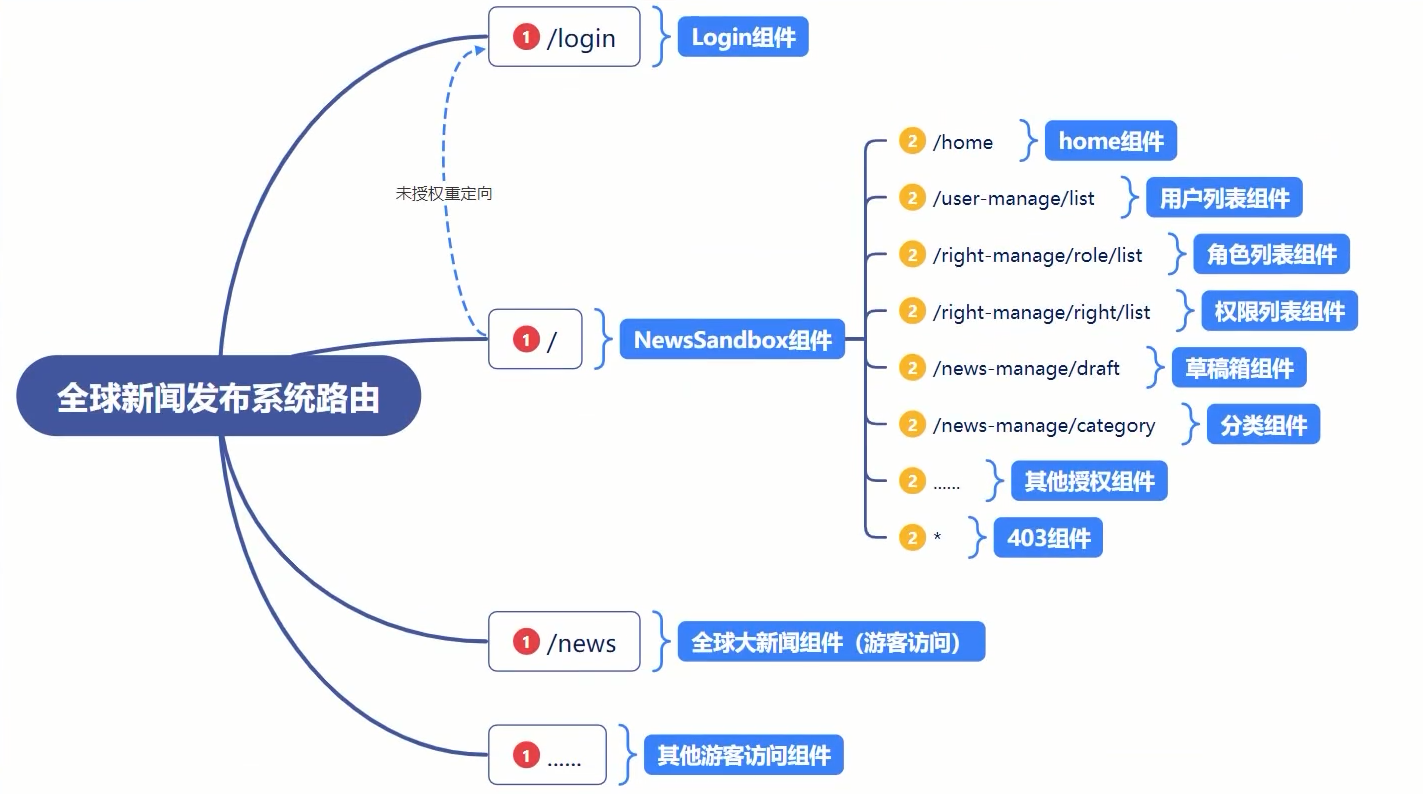 1 /login
Login组件
未授权重定向
全球新闻发布系统路由
1 /
NewsSandbox组件
2 /home
home组件
2 /user-manage/list
用户列表组件
2 /right-manage/role/list
角色列表组件
2 /right-manage/right/list
权限列表组件
2 /news-manage/draft
草稿箱组件
2 /news-manage/category
分类组件
2 ......
其他授权组件
2 *
403组件
1 /news
全球大新闻组件（游客访问）
1 ......
其他游客访问组件